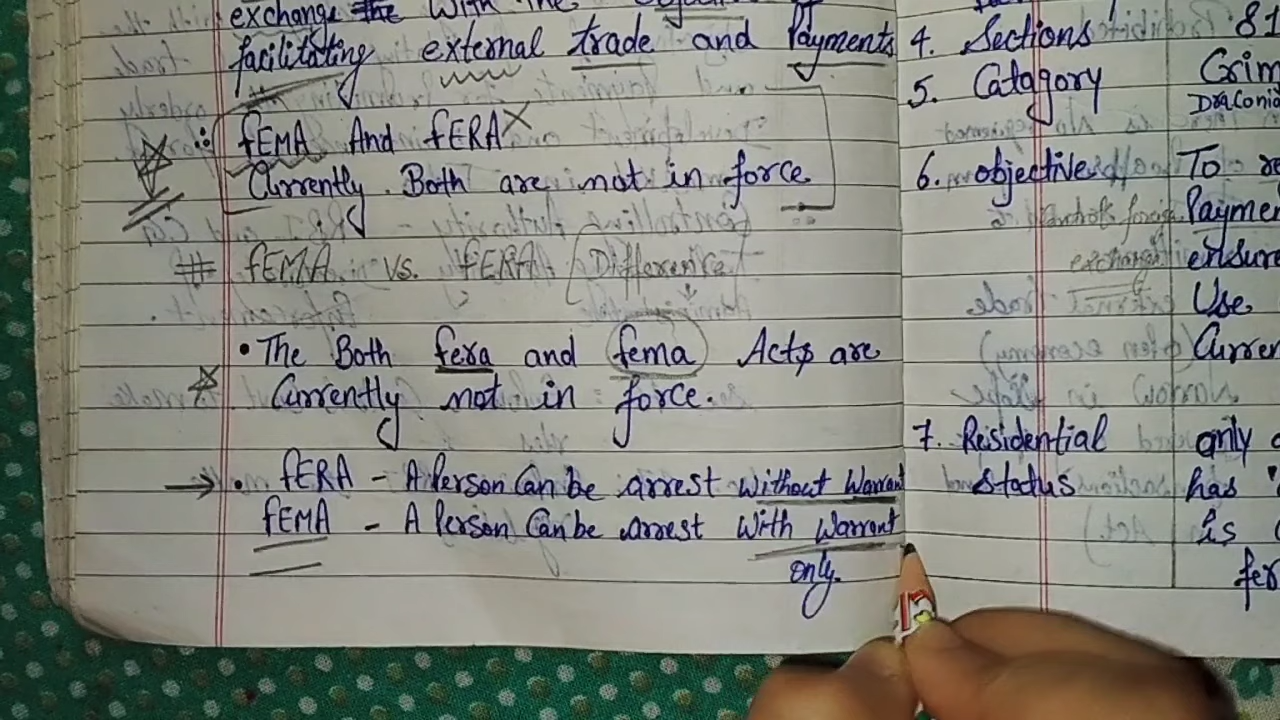 exchange the With the
facilitating external trade and Payments
∴ fEMA And fERA X
Currently Both are not in force
# fEMA vs. fERA (Difference)
• The Both fera and fema Acts are
Currently not in force.
→ • fERA - A Person Can be arrest without Warrant
fEMA - A Person Can be arrest With Warrent
only.
4. Sections 81
5. Catagory Crim
Draconia
6. objective To re
Paymen
ensure
Use
Curren
7. Residential only
status has
is
fer